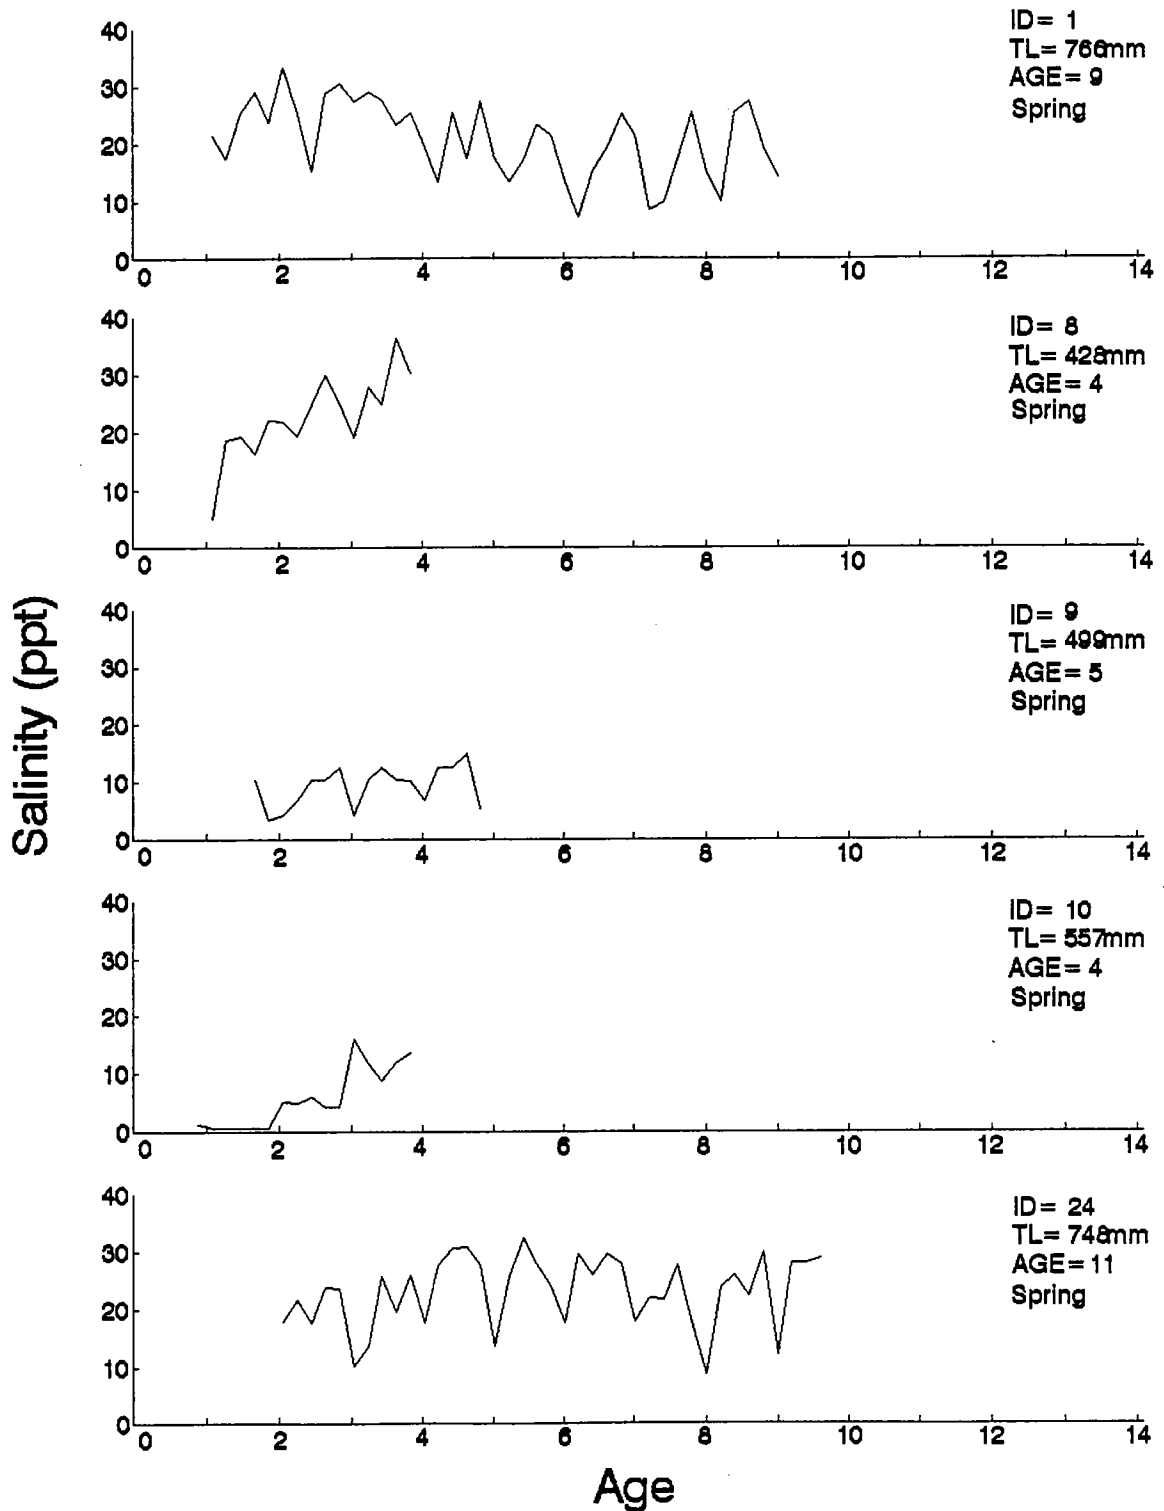 Salinity (ppt)
40
30
20
10
0
0 2 4 6 8 10 12 14
ID= 1
TL= 766mm
AGE= 9
Spring
40
30
20
10
0
0 2 4 6 8 10 12 14
ID= 8
TL= 428mm
AGE= 4
Spring
40
30
20
10
0
0 2 4 6 8 10 12 14
ID= 9
TL= 499mm
AGE= 5
Spring
40
30
20
10
0
0 2 4 6 8 10 12 14
ID= 10
TL= 557mm
AGE= 4
Spring
40
30
20
10
0
0 2 4 6 8 10 12 14
ID= 24
TL= 748mm
AGE= 11
Spring
Age